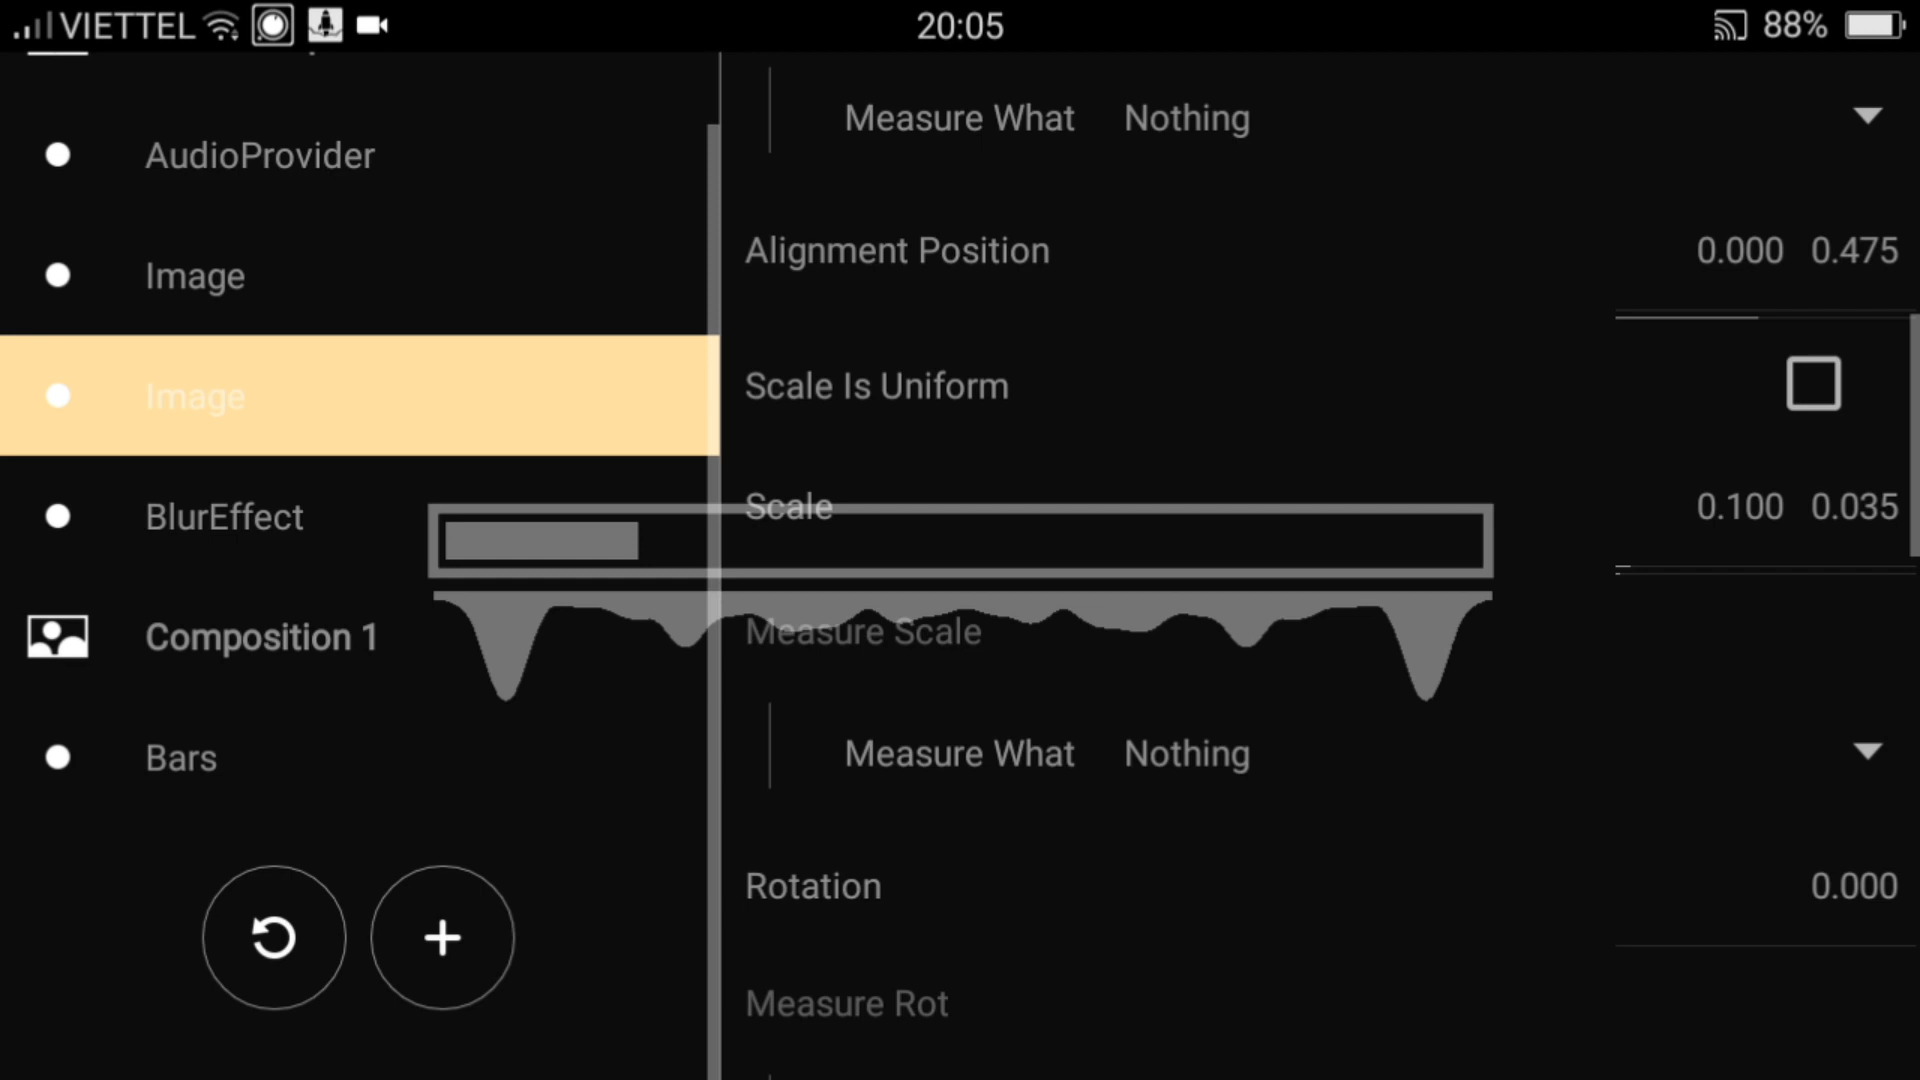 VIETTEL
20:05
88%
AudioProvider
Image
Image
BlurEffect
Composition 1
Bars
Measure What Nothing
Alignment Position 0.000 0.475
Scale Is Uniform
Scale 0.100 0.035
Measure Scale
Measure What Nothing
Rotation 0.000
Measure Rot